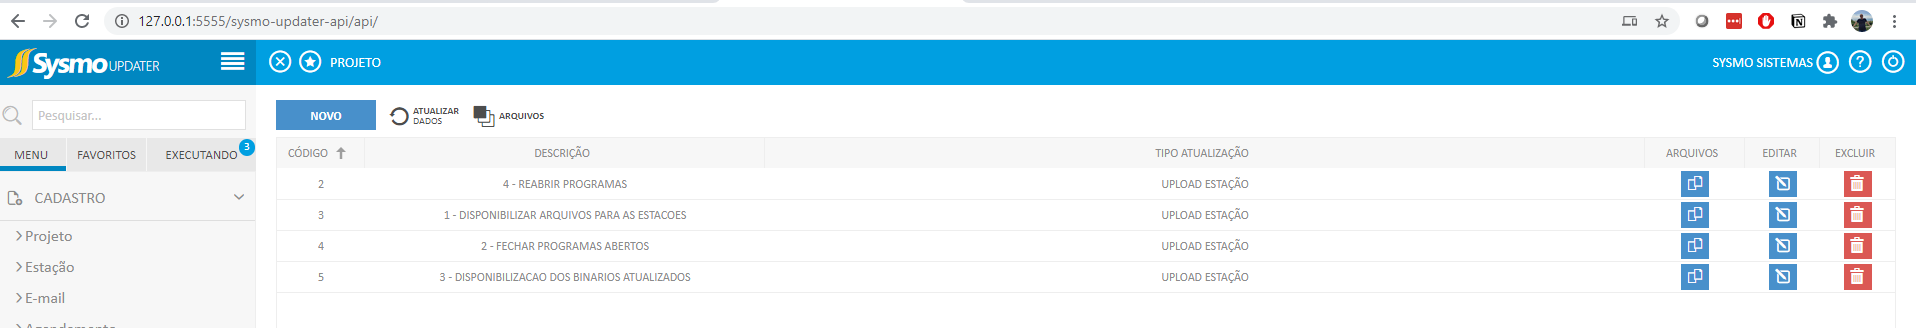 127.0.0.1:5555/sysmo-updater-api/api/
Sysmo UPDATER
PROJETO
SYSMO SISTEMAS
Pesquisar...
NOVO
ATUALIZAR
DADOS
ARQUIVOS
MENU
FAVORITOS
EXECUTANDO 3
CADASTRO
Projeto
Estação
E-mail
Agendamento
CÓDIGO DESCRIÇÃO TIPO ATUALIZAÇÃO ARQUIVOS EDITAR EXCLUIR
2 4 - REABRIR PROGRAMAS UPLOAD ESTAÇÃO
3 1 - DISPONIBILIZAR ARQUIVOS PARA AS ESTACOES UPLOAD ESTAÇÃO
4 2 - FECHAR PROGRAMAS ABERTOS UPLOAD ESTAÇÃO
5 3 - DISPONIBILIZACAO DOS BINARIOS ATUALIZADOS UPLOAD ESTAÇÃO